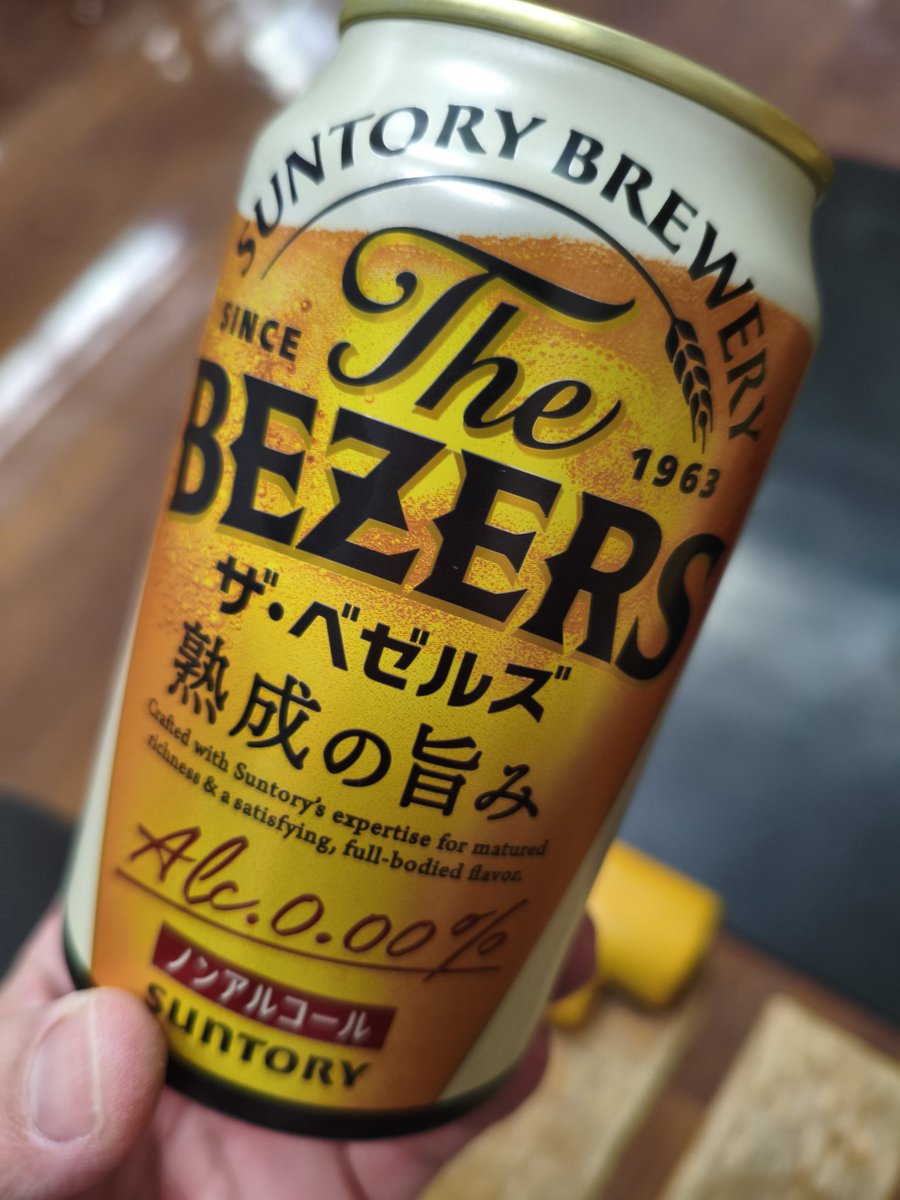 SUNTORY BREWERY
The
SINCE 1963
BEZERS
ザ・ベゼルズ
熟成の旨み
Crafted with Suntory's expertise for matured
richness & a satisfying, full-bodied flavor.
Alc.0.00%
ノンアルコール
SUNTORY